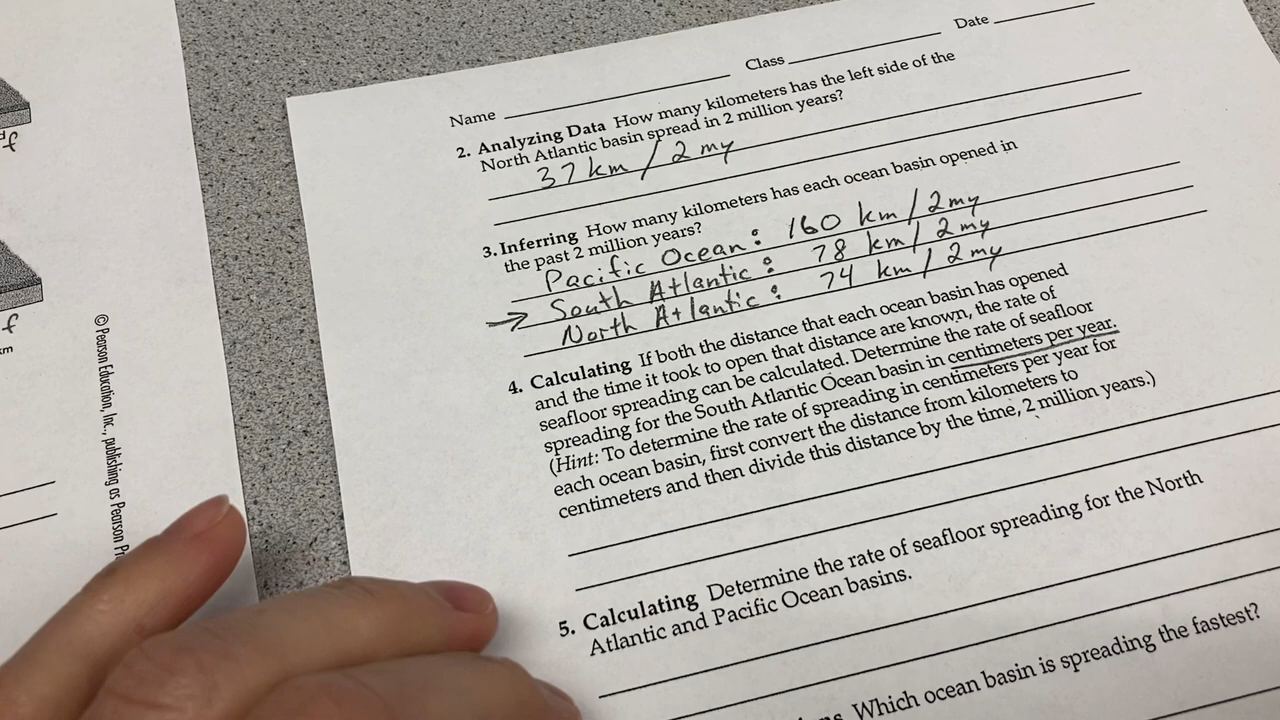 Name
Class
Date
2. Analyzing Data How many kilometers has the left side of the
North Atlantic basin spread in 2 million years?
37 km / 2 my
3. Inferring How many kilometers has each ocean basin opened in
the past 2 million years?
Pacific Ocean: 160 km / 2 my
South Atlantic: 78 km / 2 my
→ North Atlantic: 74 km / 2 my
4. Calculating If both the distance that each ocean basin has opened
and the time it took to open that distance are known, the rate of
seafloor spreading can be calculated. Determine the rate of seafloor
spreading for the South Atlantic Ocean basin in centimeters per year.
(Hint: To determine the rate of spreading in centimeters per year for
each ocean basin, first convert the distance from kilometers to
centimeters and then divide this distance by the time, 2 million years.)
5. Calculating Determine the rate of seafloor spreading for the North
Atlantic and Pacific Ocean basins.
Which ocean basin is spreading the fastest?
f
f
km
© Pearson Education, Inc., publishing as Pearson